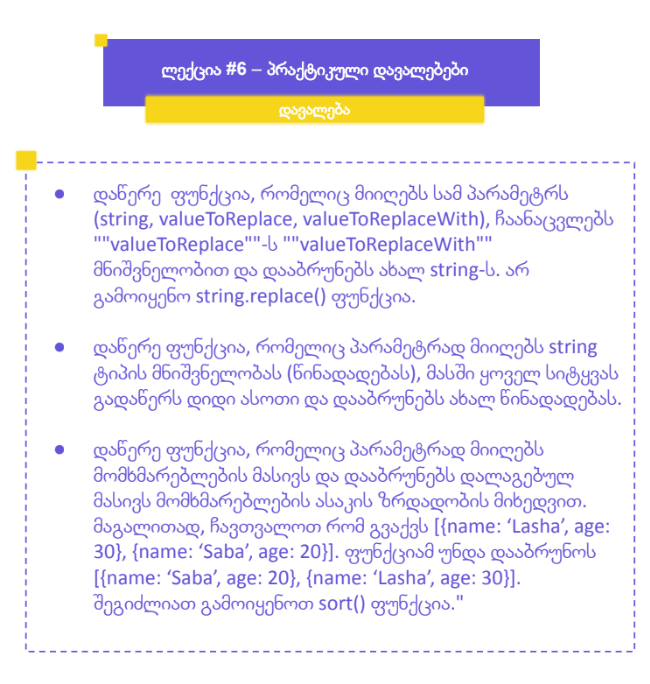 ლექცია #6 – პრაქტიკული დავალებები
დავალება
● დაწერე ფუნქცია, რომელიც მიიღებს სამ პარამეტრს
(string, valueToReplace, valueToReplaceWith), ჩაანაცვლებს
""valueToReplace""-ს ""valueToReplaceWith""
მნიშვნელობით და დააბრუნებს ახალ string-ს. არ
გამოიყენო string.replace() ფუნქცია.
● დაწერე ფუნქცია, რომელიც პარამეტრად მიიღებს string
ტიპის მნიშვნელობას (წინადადებას), მასში ყოველ სიტყვას
გადაწერს დიდი ასოთი და დააბრუნებს ახალ წინადადებას.
● დაწერე ფუნქცია, რომელიც პარამეტრად მიიღებს
მომხმარებლების მასივს და დააბრუნებს დალაგებულ
მასივს მომხმარებლების ასაკის ზრდადობის მიხედვით.
მაგალითად, ჩავთვალოთ რომ გვაქვს [{name: ‘Lasha’, age:
30}, {name: ‘Saba’, age: 20}]. ფუნქციამ უნდა დააბრუნოს
[{name: ‘Saba’, age: 20}, {name: ‘Lasha’, age: 30}].
შეგიძლიათ გამოიყენოთ sort() ფუნქცია."